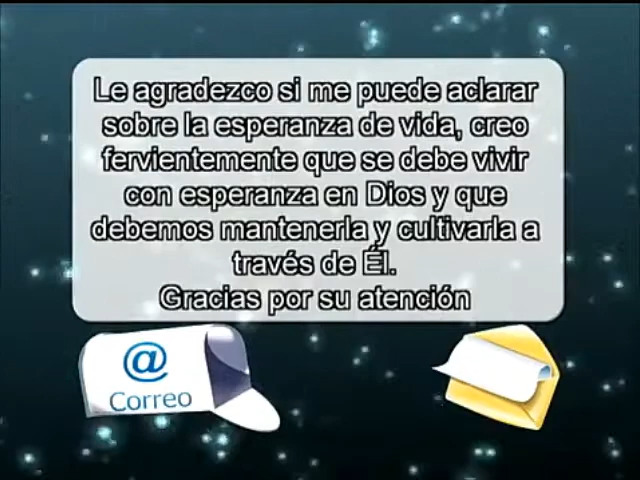 Le agradezco si me puede aclarar
sobre la esperanza de vida, creo
fervientemente que se debe vivir
con esperanza en Dios y que
debemos mantenerla y cultivarla a
través de Él.
Gracias por su atención
@
Correo